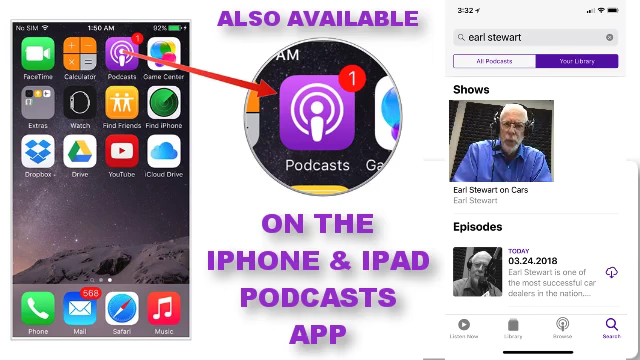 No SIM 1:50 AM 92%
FaceTime
Calculator
1
Podcasts
Game Center
Extras
Find Friends
Find iPhone
Dropbox
Drive
YouTube
iCloud Drive
568
Phone
Mail
Safari
Music
ALSO AVAILABLE
AM
1
Podcasts
Ga
ON THE
IPHONE & IPAD
PODCASTS
APP
3:32
earl stewart
All Podcasts
Your Library
Shows
Earl Stewart on Cars
Earl Stewart
Episodes
TODAY
03.24.2018
Earl Stewart is one of
the most successful car
dealers in the nation....
Listen Now
Library
Browse
Search